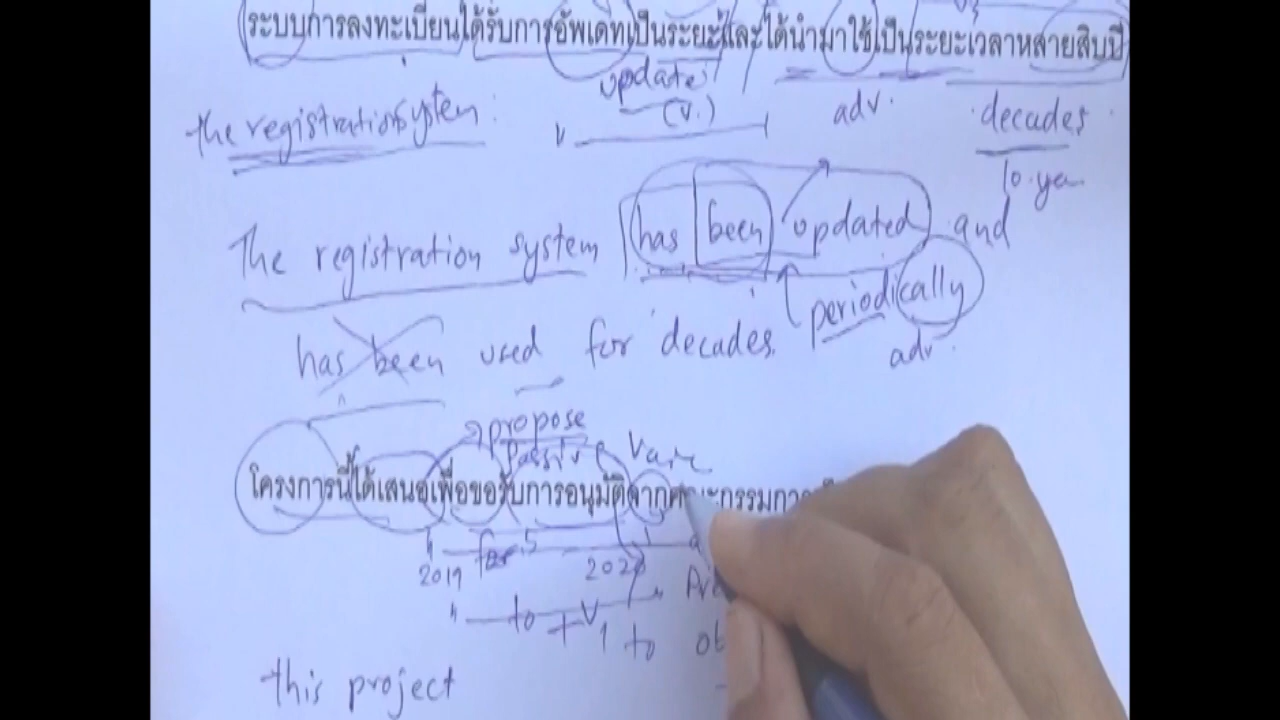 ระบบการลงทะเบียนได้รับการอัพเดทเป็นระยะและได้นำมาใช้เป็นระยะเวลาหลายสิบปี
update
(v.)
adv.
decades
the registration system :
10
The registration system has been updated and
periodically
has been used for decades.
adv.
propose
โครงการนี้ได้เสนอเพื่อขอรับการอนุมัติจากคณะกรรมการ
for
2019
to + V1 to
this project